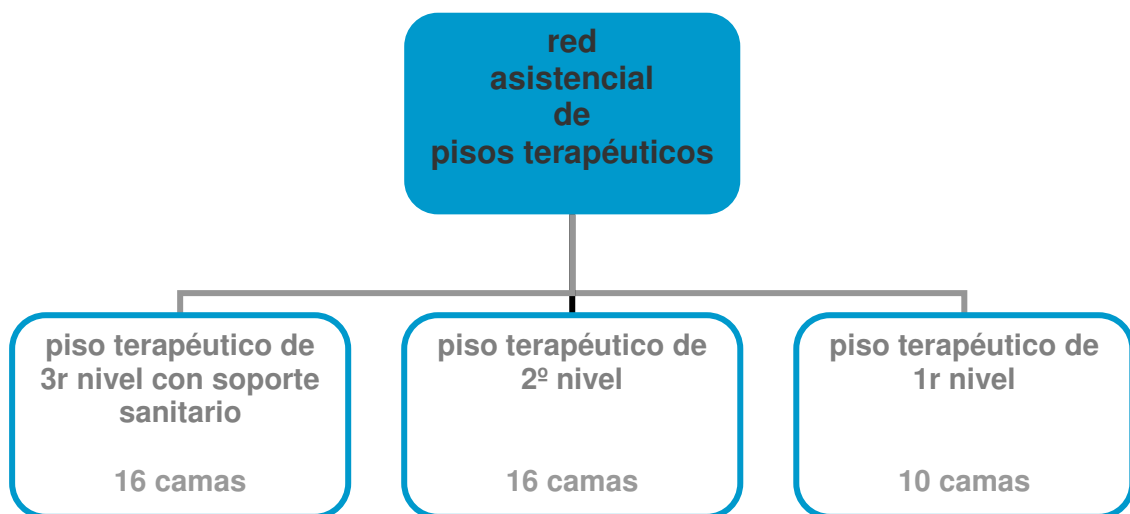 red
asistencial
de
pisos terapéuticos
piso terapéutico de
3r nivel con soporte
sanitario
16 camas
piso terapéutico de
2º nivel
16 camas
piso terapéutico de
1r nivel
10 camas